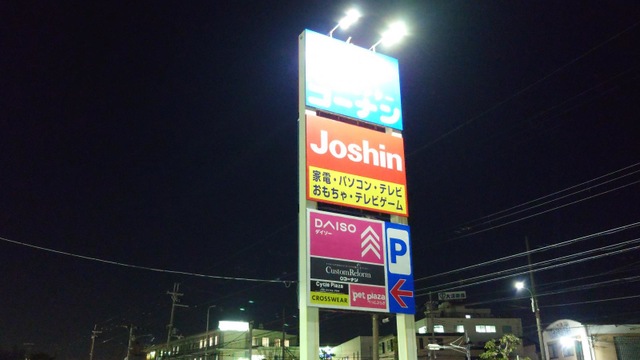 コーナン
Joshin
家電・パソコン・テレビ
おもちゃ・テレビゲーム
DAISO
ダイソー
P
CustomReform
コーナン
Cycle Plaza
CROSSWEAR
pet plaza